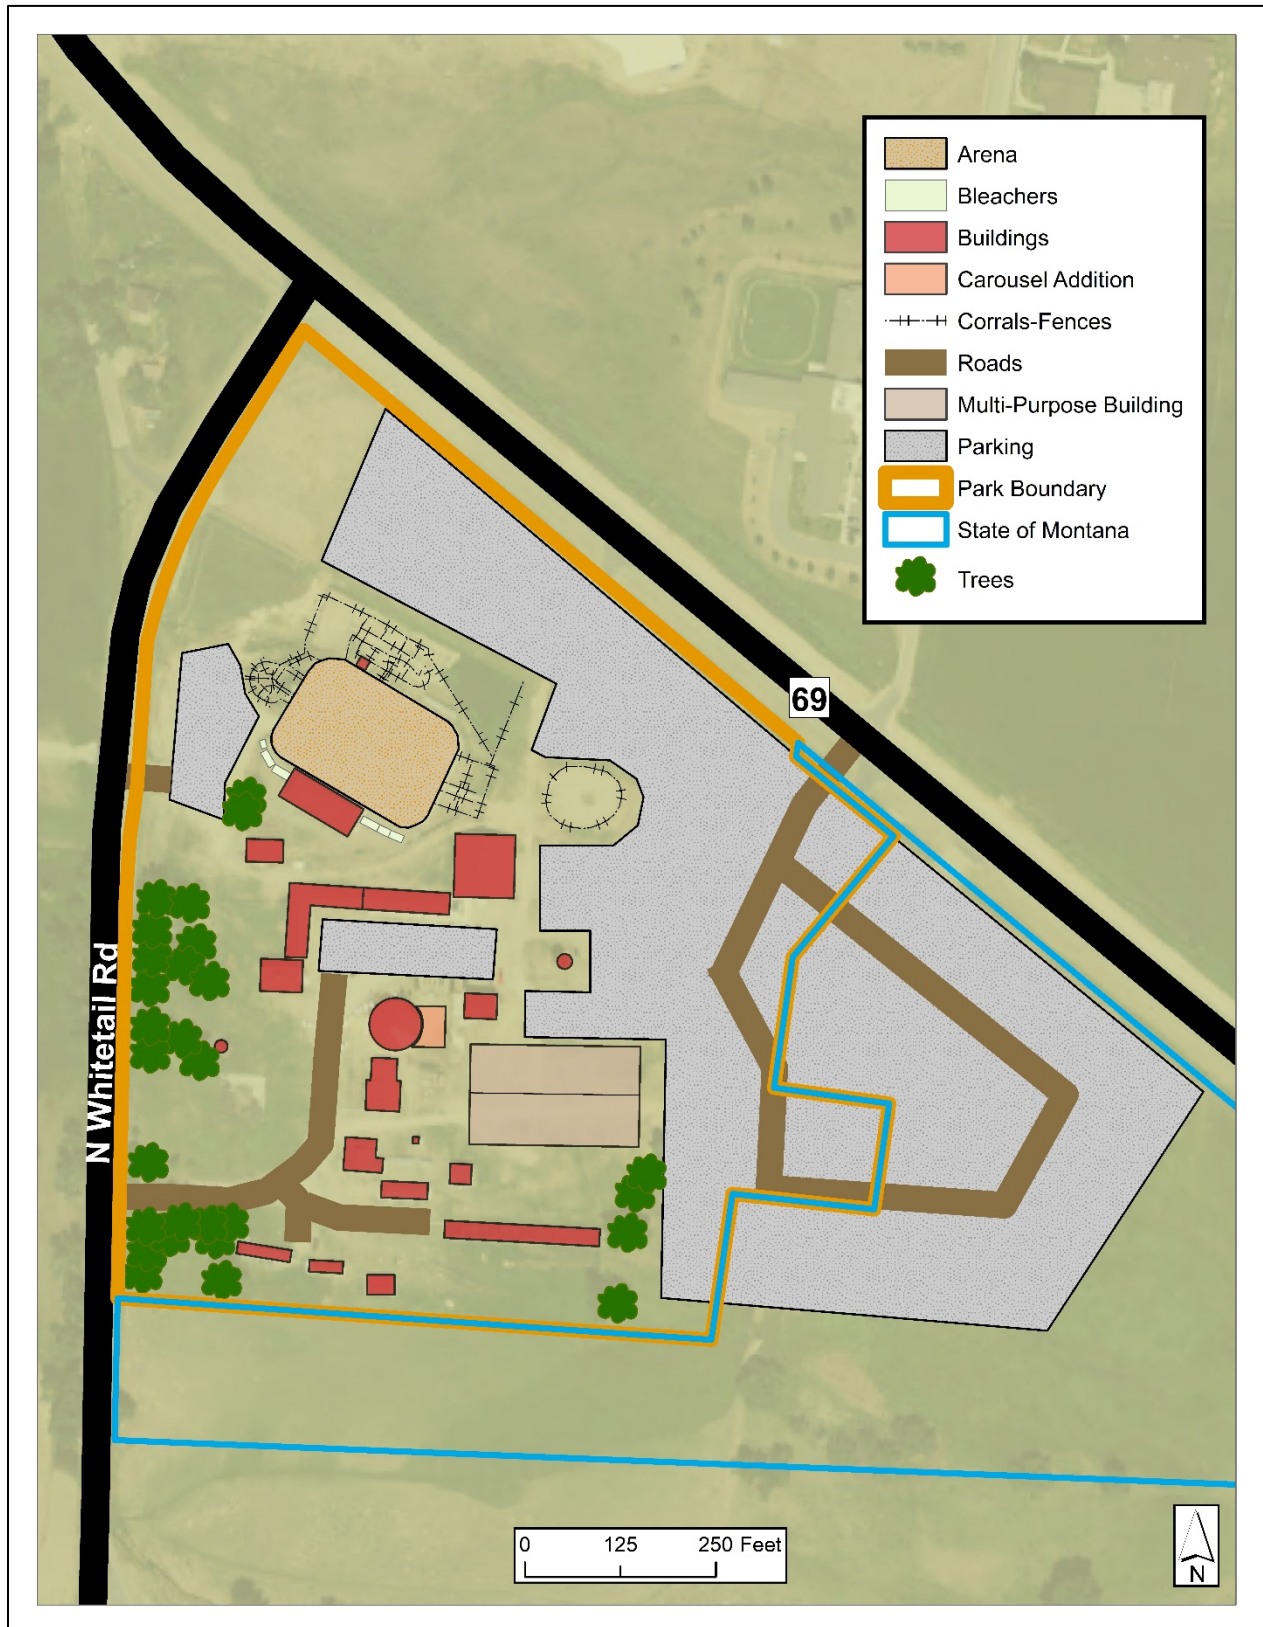 Arena
Bleachers
Buildings
Carousel Addition
Corrals-Fences
Roads
Multi-Purpose Building
Parking
Park Boundary
State of Montana
Trees
69
N Whitetail Rd
0 125 250 Feet
N